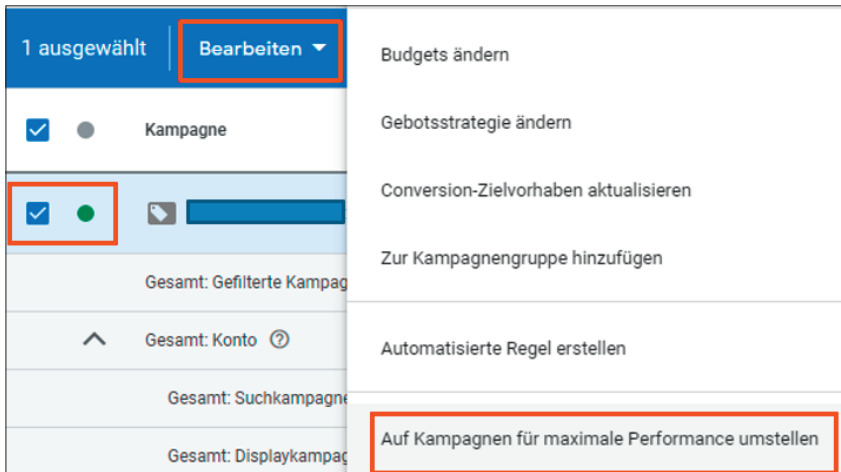 1 ausgewählt
Bearbeiten
Kampagne
Gesamt: Gefilterte Kampag
Gesamt: Konto
Gesamt: Suchkampagne
Gesamt: Displaykampag
Budgets ändern
Gebotsstrategie ändern
Conversion-Zielvorhaben aktualisieren
Zur Kampagnengruppe hinzufügen
Automatisierte Regel erstellen
Auf Kampagnen für maximale Performance umstellen